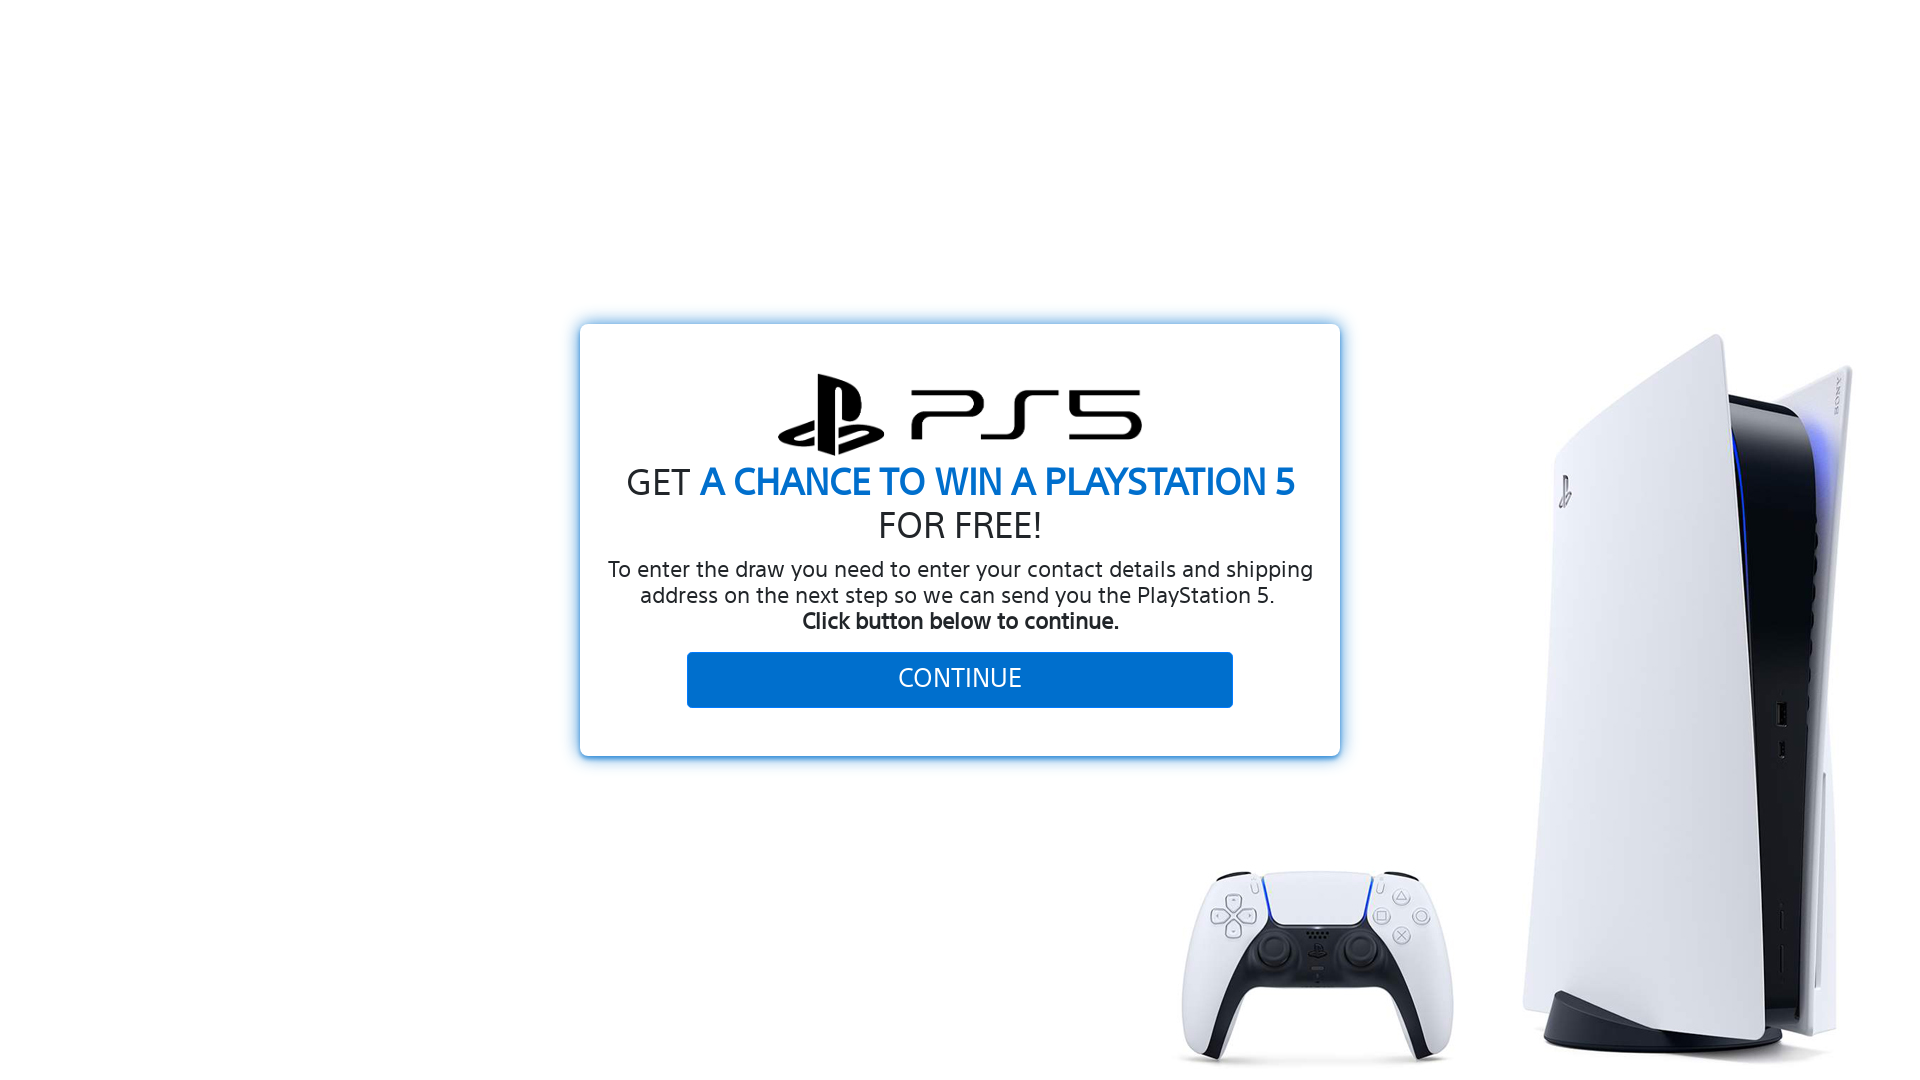 PS5
GET A CHANCE TO WIN A PLAYSTATION 5
FOR FREE!
To enter the draw you need to enter your contact details and shipping
address on the next step so we can send you the PlayStation 5.
Click button below to continue.
CONTINUE
SONY